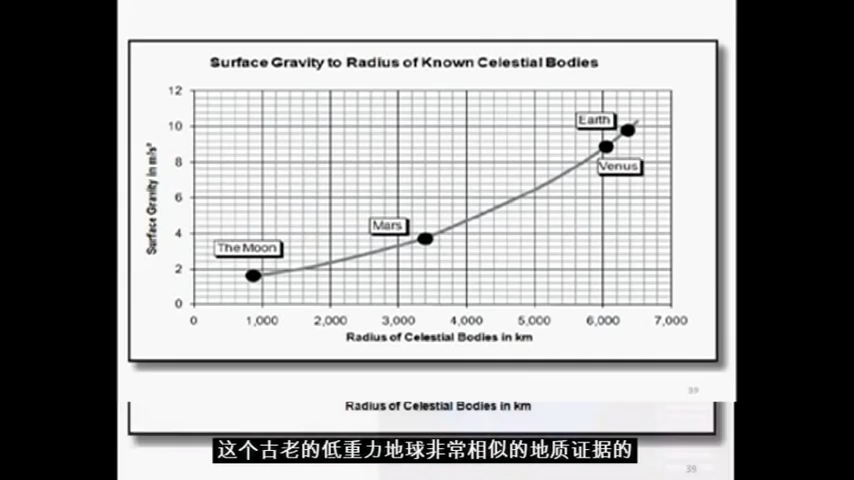 Surface Gravity to Radius of Known Celestial Bodies
12
10
8
6
4
2
0
Surface Gravity in m/s²
Earth
Venus
Mars
The Moon
0 1,000 2,000 3,000 4,000 5,000 6,000 7,000
Radius of Celestial Bodies in km
39
Radius of Celestial Bodies in km
这个古老的低重力地球非常相似的地质证据的
39